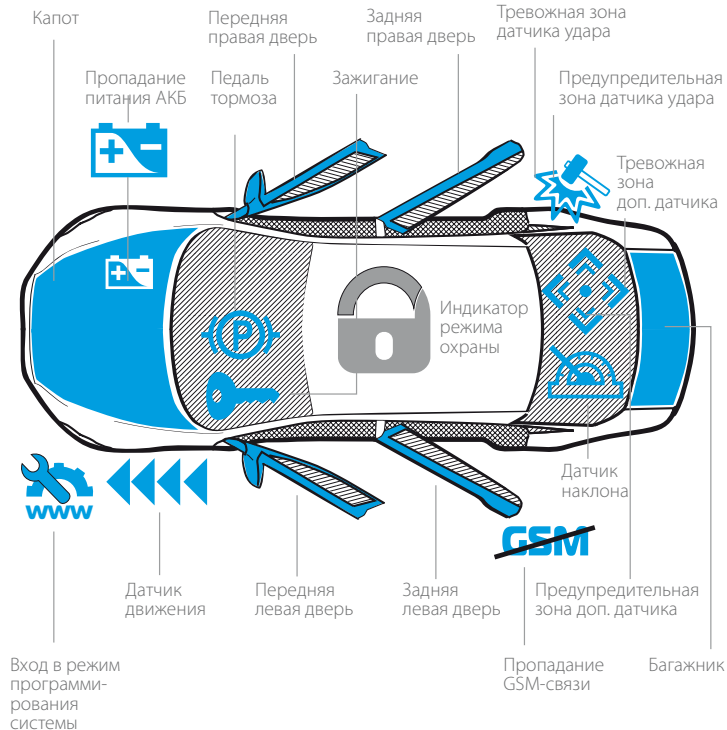 Капот
Передняя
правая дверь
Задняя
правая дверь
Тревожная зона
датчика удара
Пропадание
питания АКБ
Педаль
тормоза
Зажигание
Предупредительная
зона датчика удара
Тревожная
зона
доп. датчика
P
Индикатор
режима
охраны
Датчик
наклона
www
GSM
Датчик
движения
Передняя
левая дверь
Задняя
левая дверь
Предупредительная
зона доп. датчика
Вход в режим
программи-
рования
системы
Пропадание
GSM-связи
Багажник